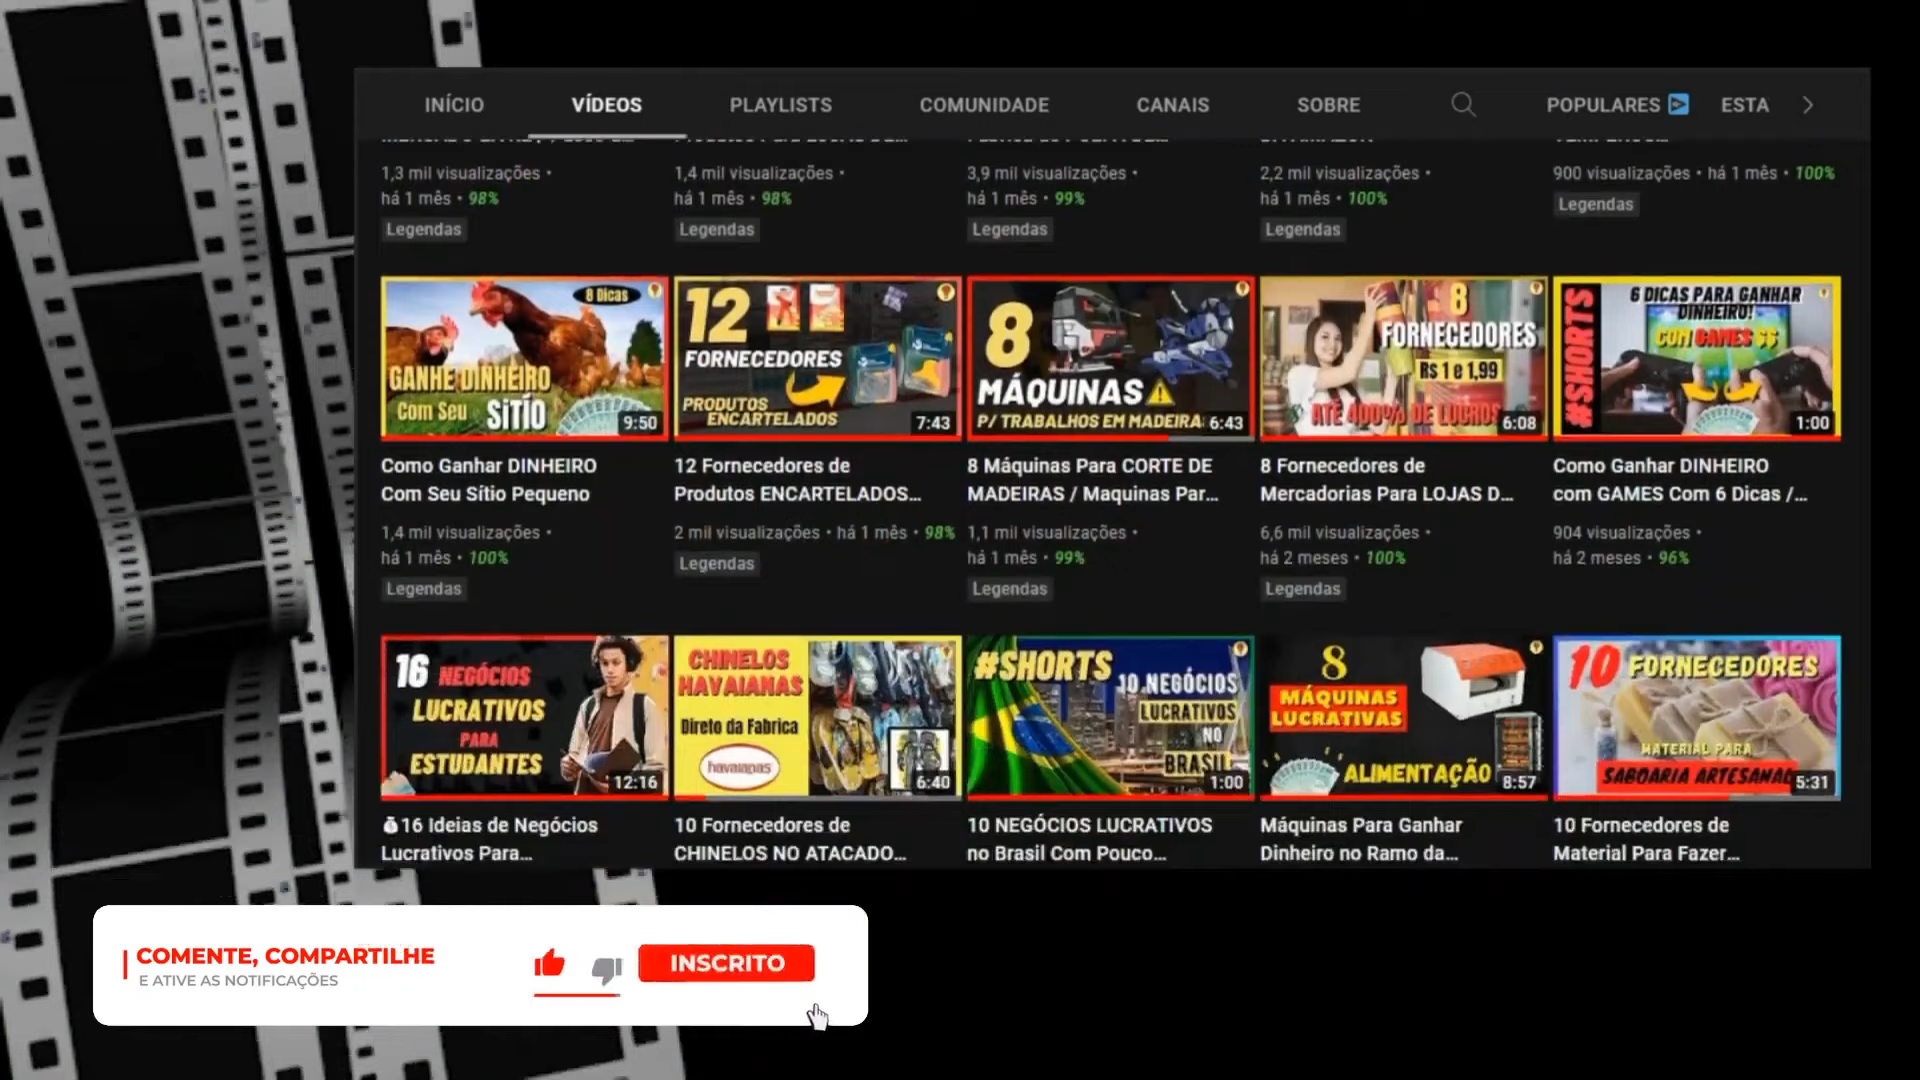 INÍCIO VÍDEOS PLAYLISTS COMUNIDADE CANAIS SOBRE POPULARES ESTA
1,3 mil visualizações •
há 1 mês • 98%
Legendas
1,4 mil visualizações •
há 1 mês • 98%
Legendas
3,9 mil visualizações •
há 1 mês • 99%
Legendas
2,2 mil visualizações •
há 1 mês • 100%
Legendas
900 visualizações • há 1 mês • 100%
Legendas
8 Dicas
GANHE DINHEIRO
Com Seu SíTÍO
9:50
Como Ganhar DINHEIRO
Com Seu Sítio Pequeno
1,4 mil visualizações •
há 1 mês • 100%
Legendas
12
FORNECEDORES
PRODUTOS
ENCARTELADOS
7:43
12 Fornecedores de
Produtos ENCARTELADOS...
2 mil visualizações • há 1 mês • 98%
Legendas
8
MÁQUINAS
P/ TRABALHOS EM MADEIRA
6:43
8 Máquinas Para CORTE DE
MADEIRAS / Maquinas Par...
1,1 mil visualizações •
há 1 mês • 99%
Legendas
8
FORNECEDORES
R$ 1 e 1,99
ATÉ 400% DE LUCROS
6:08
8 Fornecedores de
Mercadorias Para LOJAS D...
6,6 mil visualizações •
há 2 meses • 100%
Legendas
#SHORTS
6 DICAS PARA GANHAR
DINHEIRO!
COM GAMES $$
1:00
Como Ganhar DINHEIRO
com GAMES Com 6 Dicas /...
904 visualizações •
há 2 meses • 96%
16 NEGÓCIOS
LUCRATIVOS
PARA
ESTUDANTES
12:16
16 Ideias de Negócios
Lucrativos Para...
CHINELOS
HAVAIANAS
Direto da Fabrica
havaianas
6:40
10 Fornecedores de
CHINELOS NO ATACADO...
#SHORTS
10 NEGÓCIOS
LUCRATIVOS
NO
BRASIL
1:00
10 NEGÓCIOS LUCRATIVOS
no Brasil Com Pouco...
8
MÁQUINAS
LUCRATIVAS
ALIMENTAÇÃO
8:57
Máquinas Para Ganhar
Dinheiro no Ramo da...
10 FORNECEDORES
MATERIAL PARA
SABOARIA ARTESANAL
5:31
10 Fornecedores de
Material Para Fazer...
COMENTE, COMPARTILHE
E ATIVE AS NOTIFICAÇÕES
INSCRITO